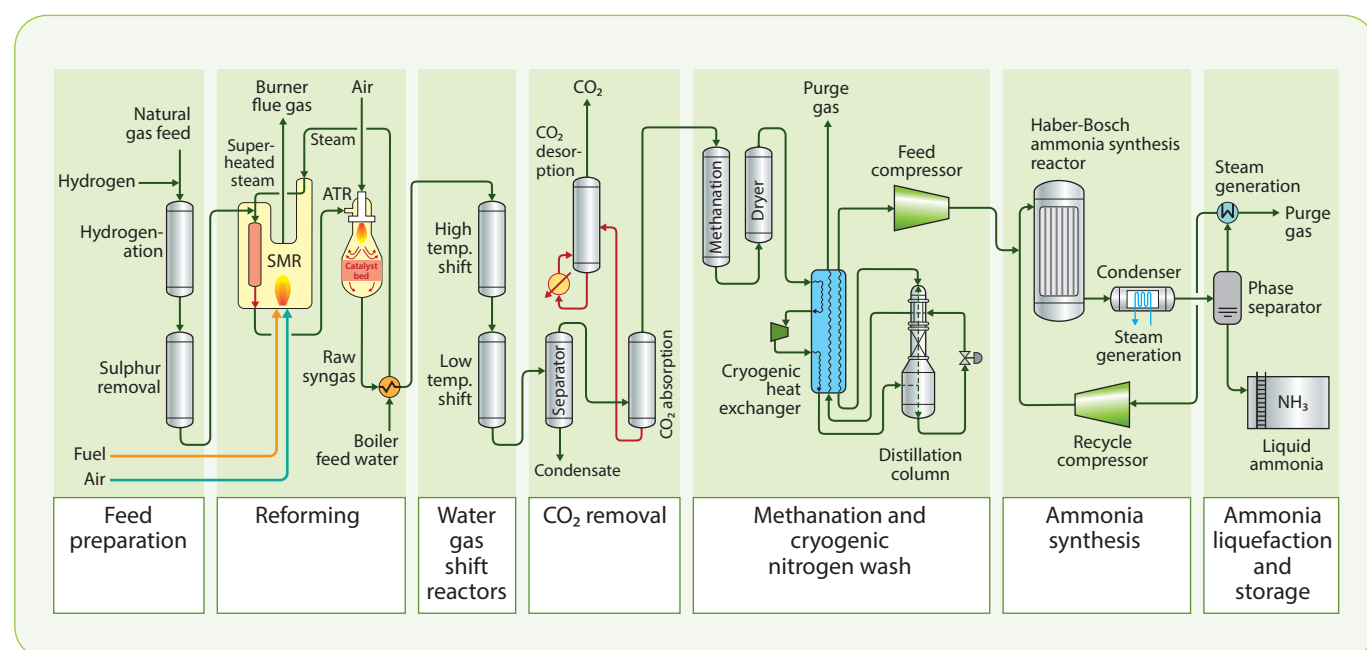 Natural
gas feed
Hydrogen
Hydrogen-
ation
Sulphur
removal
Fuel
Air
Burner
flue gas
Air
Super-
heated
steam
Steam
ATR
SMR
Catalyst
bed
Raw
syngas
Boiler
feed water
High
temp.
shift
Low
temp.
shift
CO₂
CO₂
desor-
ption
Separator
CO₂ absorption
Condensate
Purge
gas
Methanation
Dryer
Feed
compressor
Cryogenic
heat
exchanger
Distillation
column
Haber-Bosch
ammonia synthesis
reactor
Condenser
Steam
generation
Recycle
compressor
Steam
generation
Purge
gas
Phase
separator
NH₃
Liquid
ammonia
Feed
preparation
Reforming
Water
gas
shift
reactors
CO₂ removal
Methanation and
cryogenic
nitrogen wash
Ammonia
synthesis
Ammonia
liquefaction
and
storage